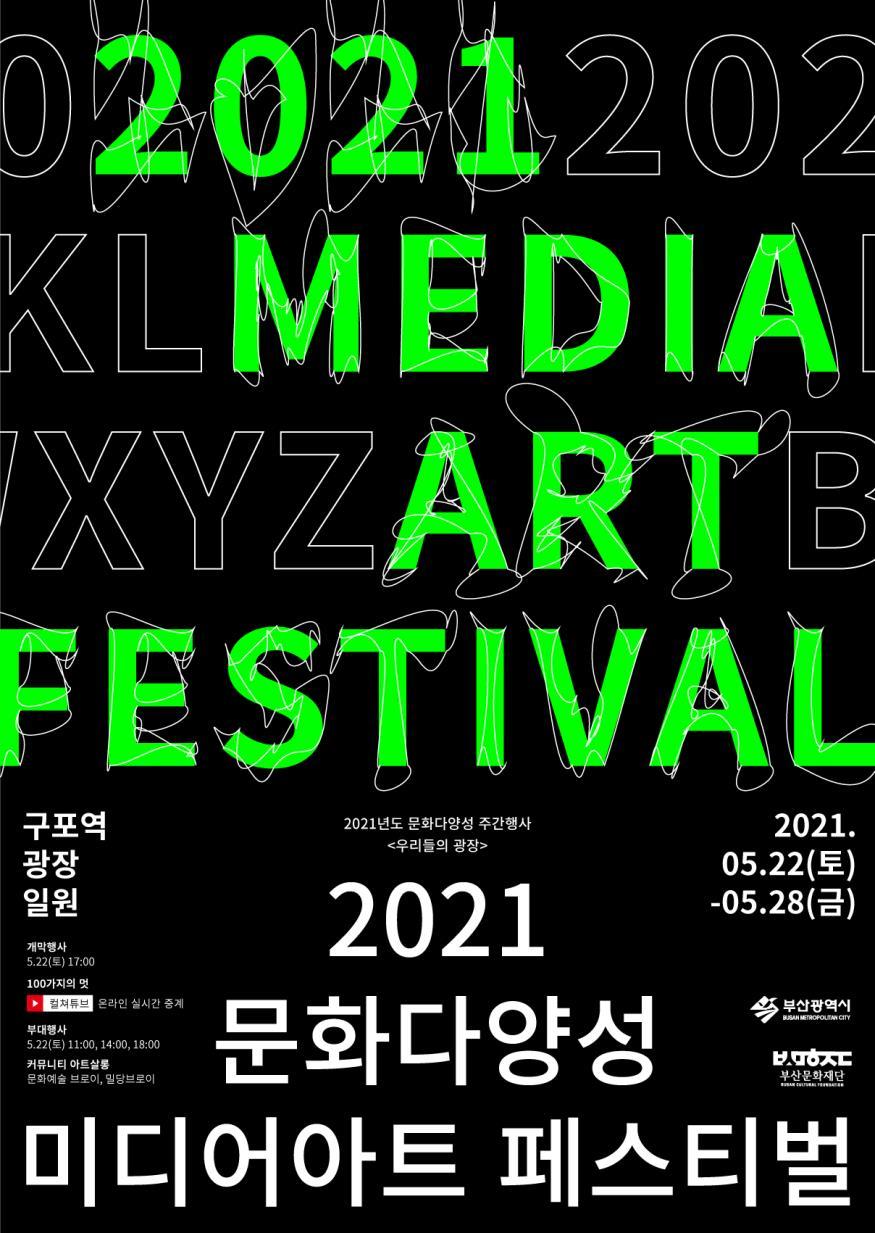 02021202
KLMEDIA
XYZARTB
FESTIVAL
구포역
광장
일원
개막행사
5.22(토) 17:00
100가지의 멋
컬쳐튜브 온라인 실시간 중계
부대행사
5.22(토) 11:00, 14:00, 18:00
커뮤니티 아트살롱
문화예술 브로이, 밀당브로이
2021년도 문화다양성 주간행사
<우리들의 광장>
2021
문화다양성
미디어아트 페스티벌
2021.
05.22(토)
-05.28(금)
부산광역시
BUSAN METROPOLITAN CITY
부산문화재단
BUSAN CULTURAL FOUNDATION